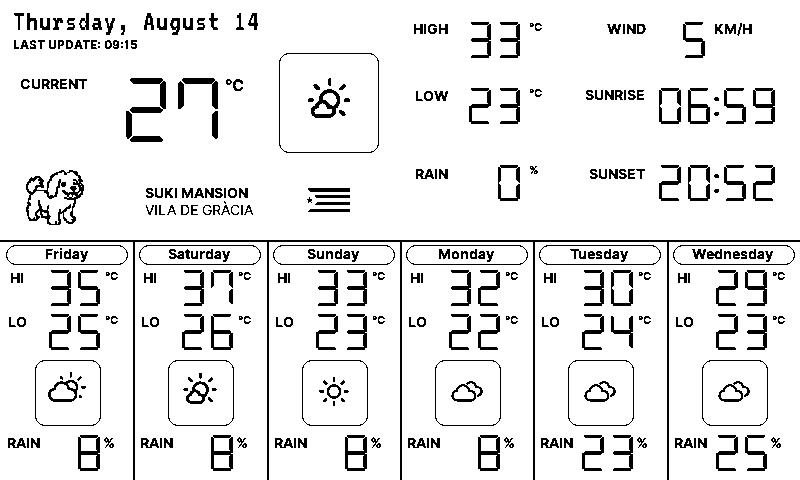 Thursday, August 14
LAST UPDATE: 09:15
CURRENT 27 °C
HIGH 33 °C
LOW 23 °C
RAIN 0 %
WIND 5 KM/H
SUNRISE 06:59
SUNSET 20:52
SUKI MANSION
VILA DE GRÀCIA
Friday
HI 35 °C
LO 25 °C
RAIN 8 %
Saturday
HI 37 °C
LO 26 °C
RAIN 8 %
Sunday
HI 33 °C
LO 23 °C
RAIN 8 %
Monday
HI 32 °C
LO 22 °C
RAIN 8 %
Tuesday
HI 30 °C
LO 24 °C
RAIN 23 %
Wednesday
HI 29 °C
LO 23 °C
RAIN 25 %